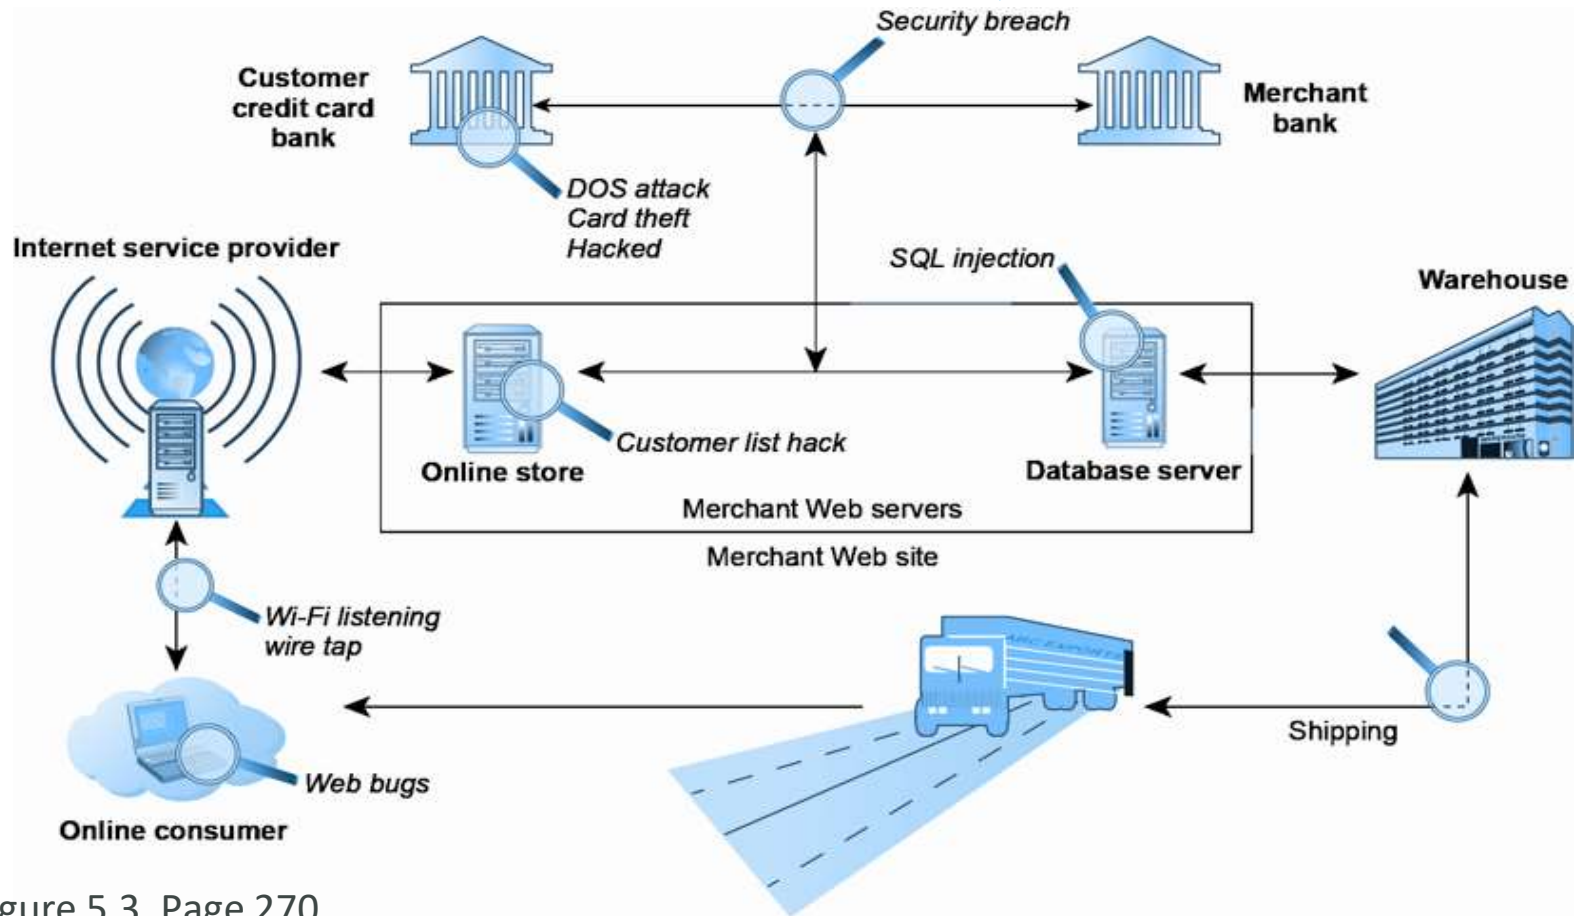 Security breach
Customer
credit card
bank
Merchant
bank
DOS attack
Card theft
Hacked
Internet service provider
SQL injection
Warehouse
Customer list hack
Online store
Database server
Merchant Web servers
Merchant Web site
Wi-Fi listening
wire tap
ABC EXPORTE
Shipping
Web bugs
Online consumer
gure 5.3, Page 270